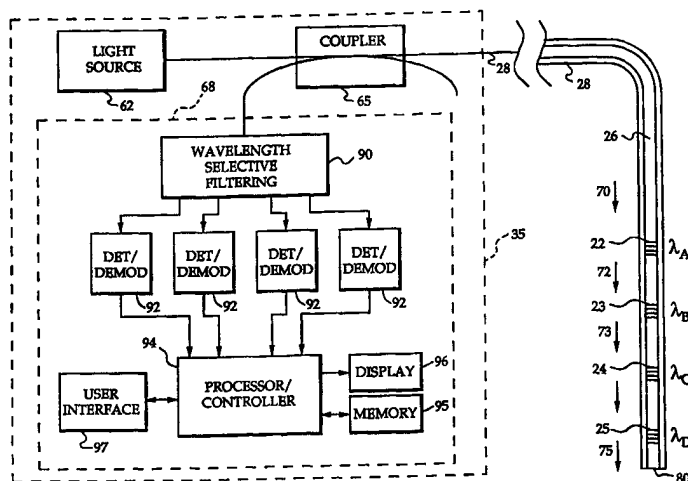 LIGHT
SOURCE
62
COUPLER
65
28
28
68
26
WAVELENGTH
SELECTIVE
FILTERING
90
70
DET/
DEMOD
92
DET/
DEMOD
92
DET/
DEMOD
92
DET/
DEMOD
92
35
22
λA
72
23
λB
73
24
λC
25
λD
75
80
94
PROCESSOR/
CONTROLLER
DISPLAY
96
MEMORY
95
USER
INTERFACE
97